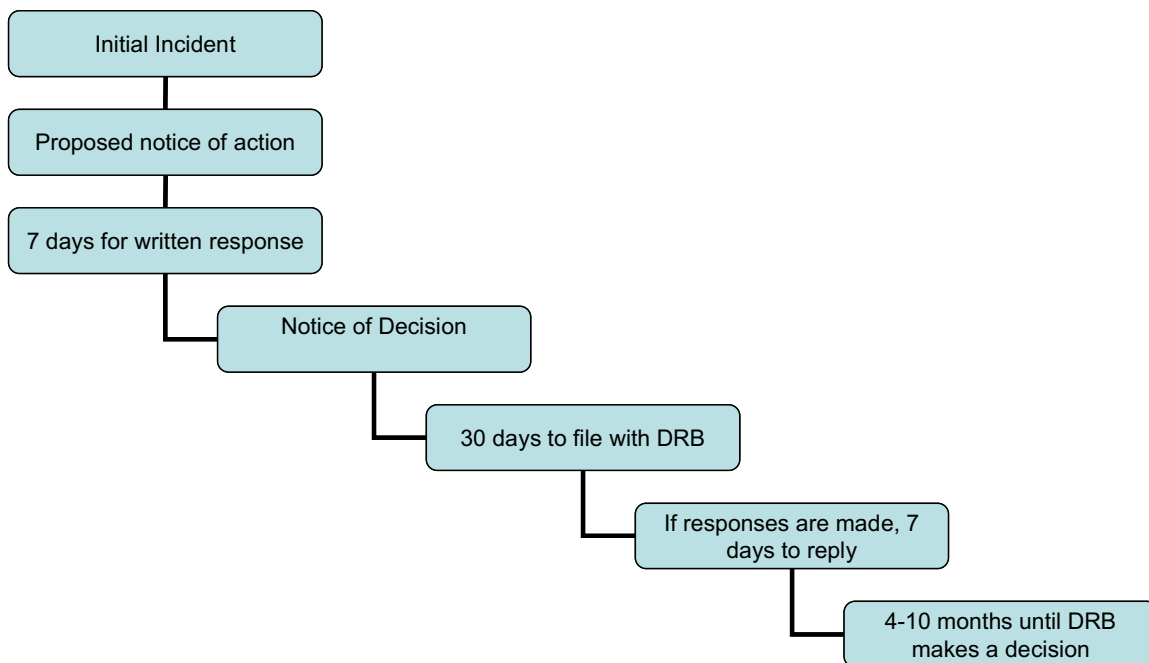 Initial Incident
Proposed notice of action
7 days for written response
Notice of Decision
30 days to file with DRB
If responses are made, 7
days to reply
4-10 months until DRB
makes a decision